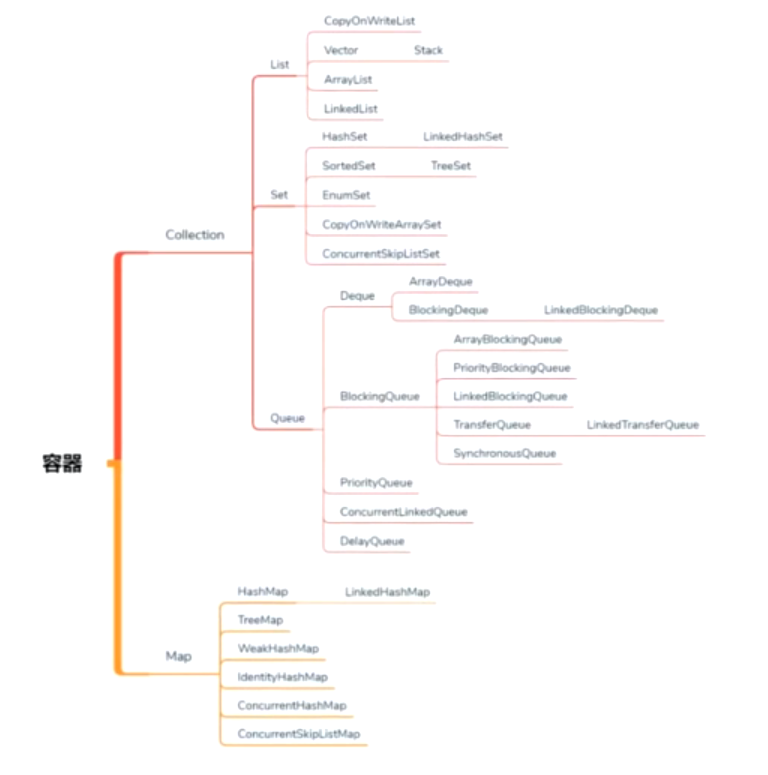 CopyOnWriteList
Vector Stack
List
ArrayList
LinkedList
HashSet LinkedHashSet
SortedSet TreeSet
Set EnumSet
CopyOnWriteArraySet
Collection
ConcurrentSkipListSet
ArrayDeque
Deque
BlockingDeque LinkedBlockingDeque
ArrayBlockingQueue
PriorityBlockingQueue
BlockingQueue LinkedBlockingQueue
Queue
TransferQueue LinkedTransferQueue
SynchronousQueue
容器
PriorityQueue
ConcurrentLinkedQueue
DelayQueue
HashMap LinkedHashMap
TreeMap
WeakHashMap
Map
IdentityHashMap
ConcurrentHashMap
ConcurrentSkipListMap